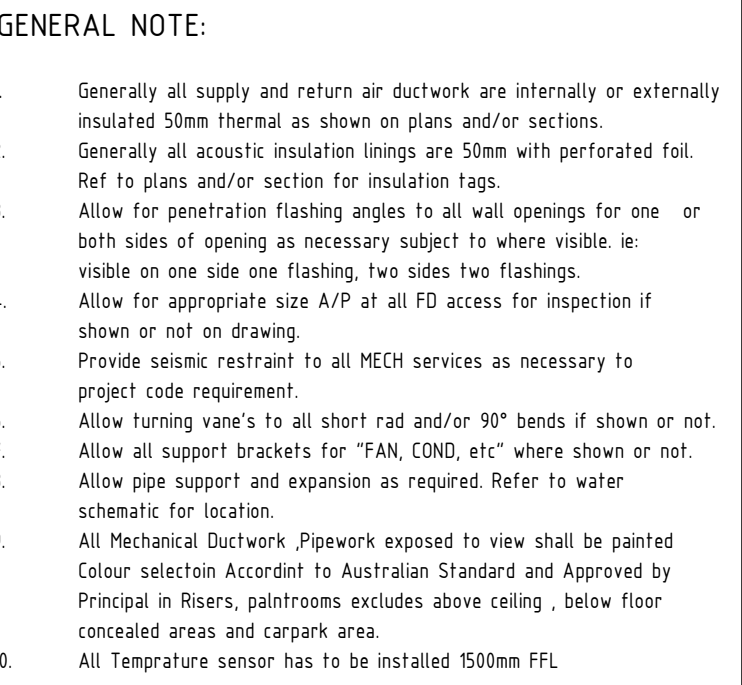 GENERAL NOTE:
. Generally all supply and return air ductwork are internally or externally
insulated 50mm thermal as shown on plans and/or sections.
. Generally all acoustic insulation linings are 50mm with perforated foil.
Ref to plans and/or section for insulation tags.
. Allow for penetration flashing angles to all wall openings for one or
both sides of opening as necessary subject to where visible. ie:
visible on one side one flashing, two sides two flashings.
. Allow for appropriate size A/P at all FD access for inspection if
shown or not on drawing.
. Provide seismic restraint to all MECH services as necessary to
project code requirement.
. Allow turning vane's to all short rad and/or 90° bends if shown or not.
. Allow all support brackets for "FAN, COND, etc" where shown or not.
. Allow pipe support and expansion as required. Refer to water
schematic for location.
. All Mechanical Ductwork ,Pipework exposed to view shall be painted
Colour selectoin Accordint to Australian Standard and Approved by
Principal in Risers, palntrooms excludes above ceiling , below floor
concealed areas and carpark area.
0. All Temprature sensor has to be installed 1500mm FFL